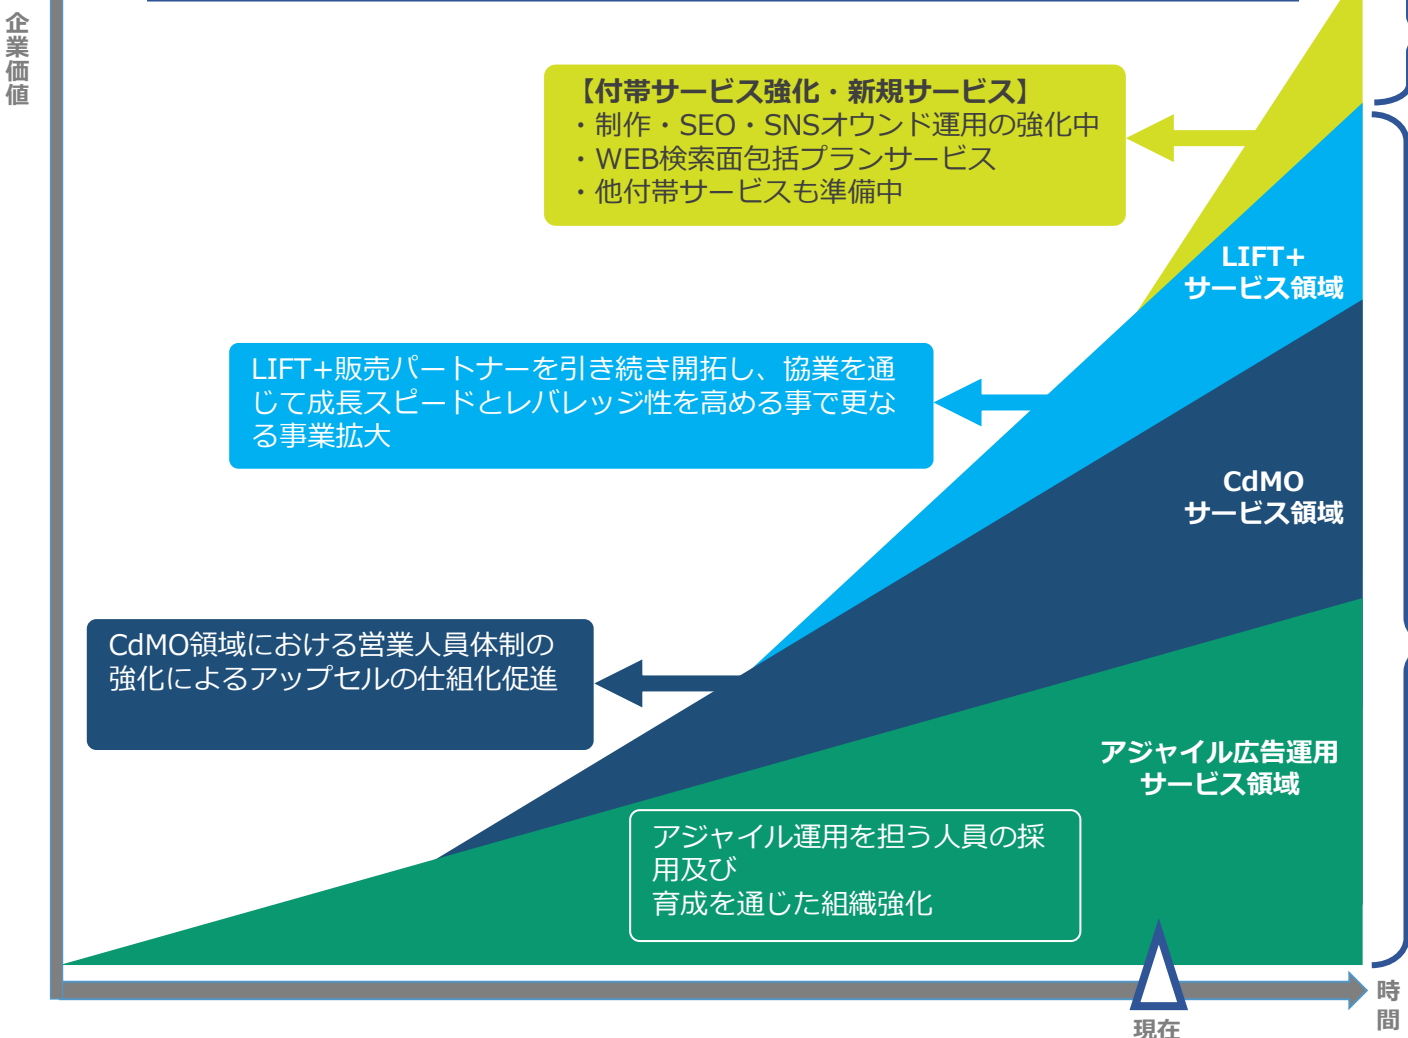 企業価値
【付帯サービス強化・新規サービス】
・制作・SEO・SNSオウンド運用の強化中
・WEB検索面包括プランサービス
・他付帯サービスも準備中
LIFT+
サービス領域
LIFT+販売パートナーを引き続き開拓し、協業を通
じて成長スピードとレバレッジ性を高める事で更な
る事業拡大
CdMO
サービス領域
CdMO領域における営業人員体制の
強化によるアップセルの仕組化促進
アジャイル広告運用
サービス領域
アジャイル運用を担う人員の採
用及び
育成を通じた組織強化
時間
現在